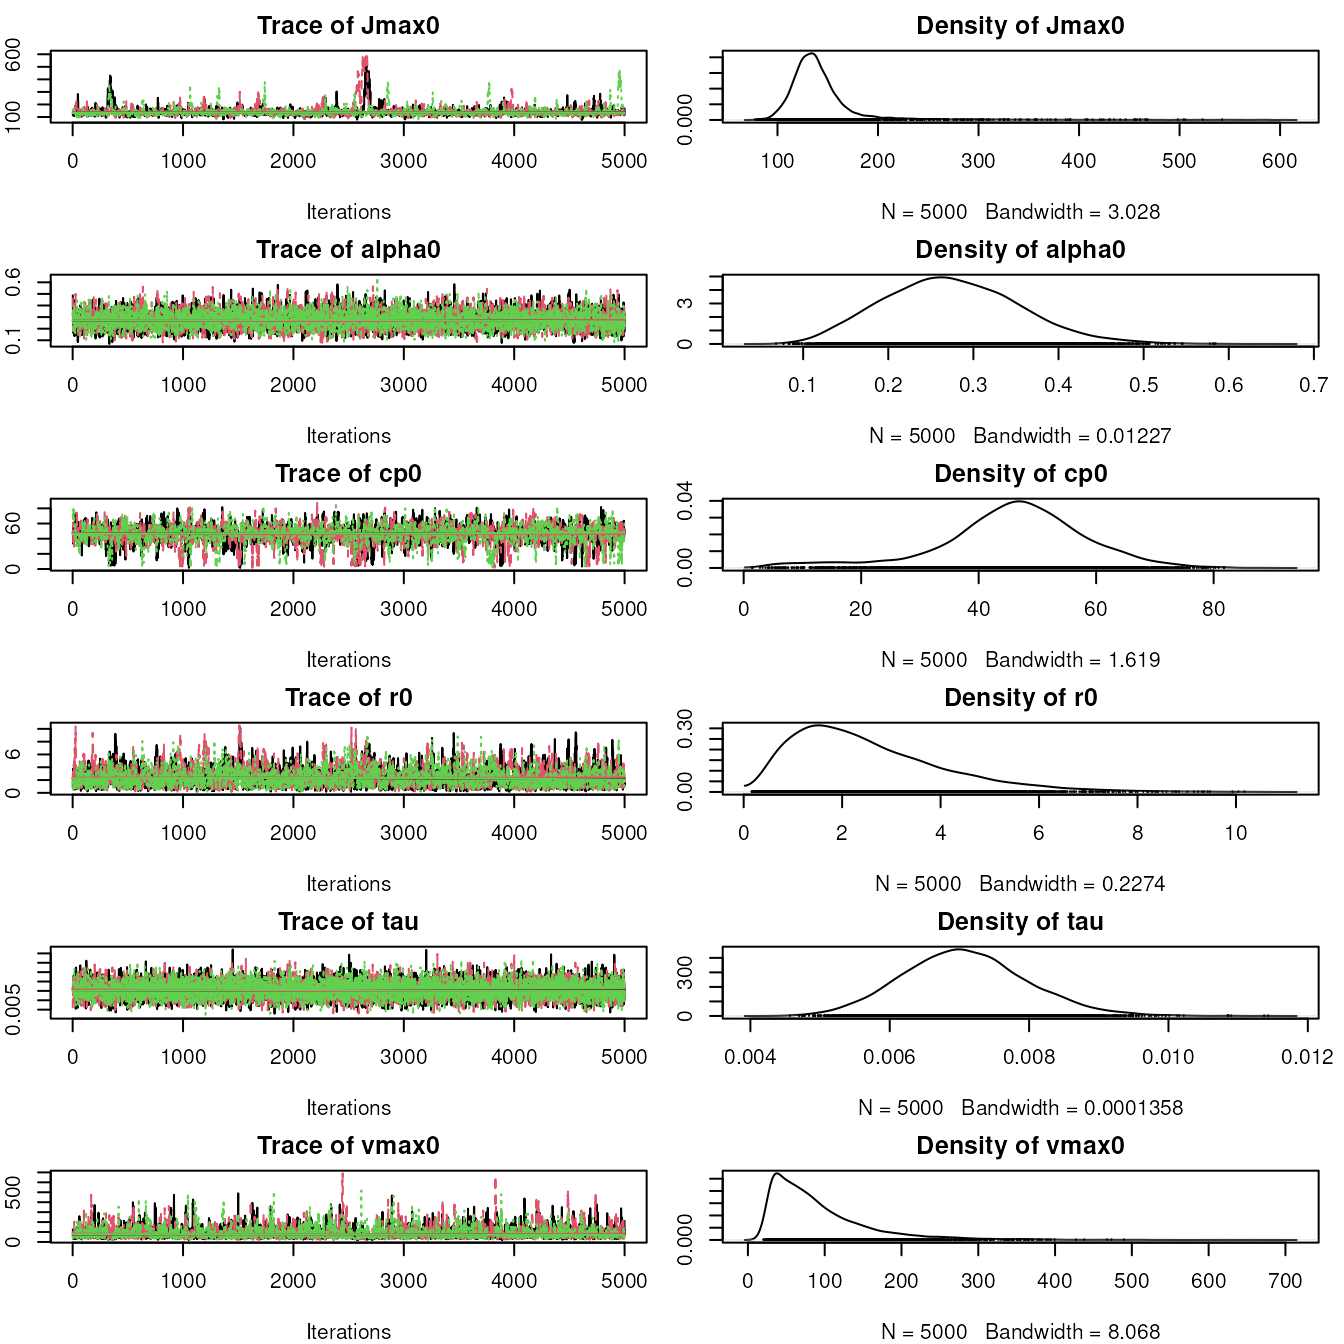 Trace of Jmax0
100 600
0 1000 2000 3000 4000 5000
Iterations
Density of Jmax0
0.000
100 200 300 400 500 600
N = 5000 Bandwidth = 3.028
Trace of alpha0
0.1 0.6
0 1000 2000 3000 4000 5000
Iterations
Density of alpha0
0 3
0.1 0.2 0.3 0.4 0.5 0.6 0.7
N = 5000 Bandwidth = 0.01227
Trace of cp0
0 60
0 1000 2000 3000 4000 5000
Iterations
Density of cp0
0.00 0.04
0 20 40 60 80
N = 5000 Bandwidth = 1.619
Trace of r0
0 6
0 1000 2000 3000 4000 5000
Iterations
Density of r0
0.00 0.30
0 2 4 6 8 10
N = 5000 Bandwidth = 0.2274
Trace of tau
0.005
0 1000 2000 3000 4000 5000
Iterations
Density of tau
0 300
0.004 0.006 0.008 0.010 0.012
N = 5000 Bandwidth = 0.0001358
Trace of vmax0
0 500
0 1000 2000 3000 4000 5000
Iterations
Density of vmax0
0.000
0 100 200 300 400 500 600 700
N = 5000 Bandwidth = 8.068